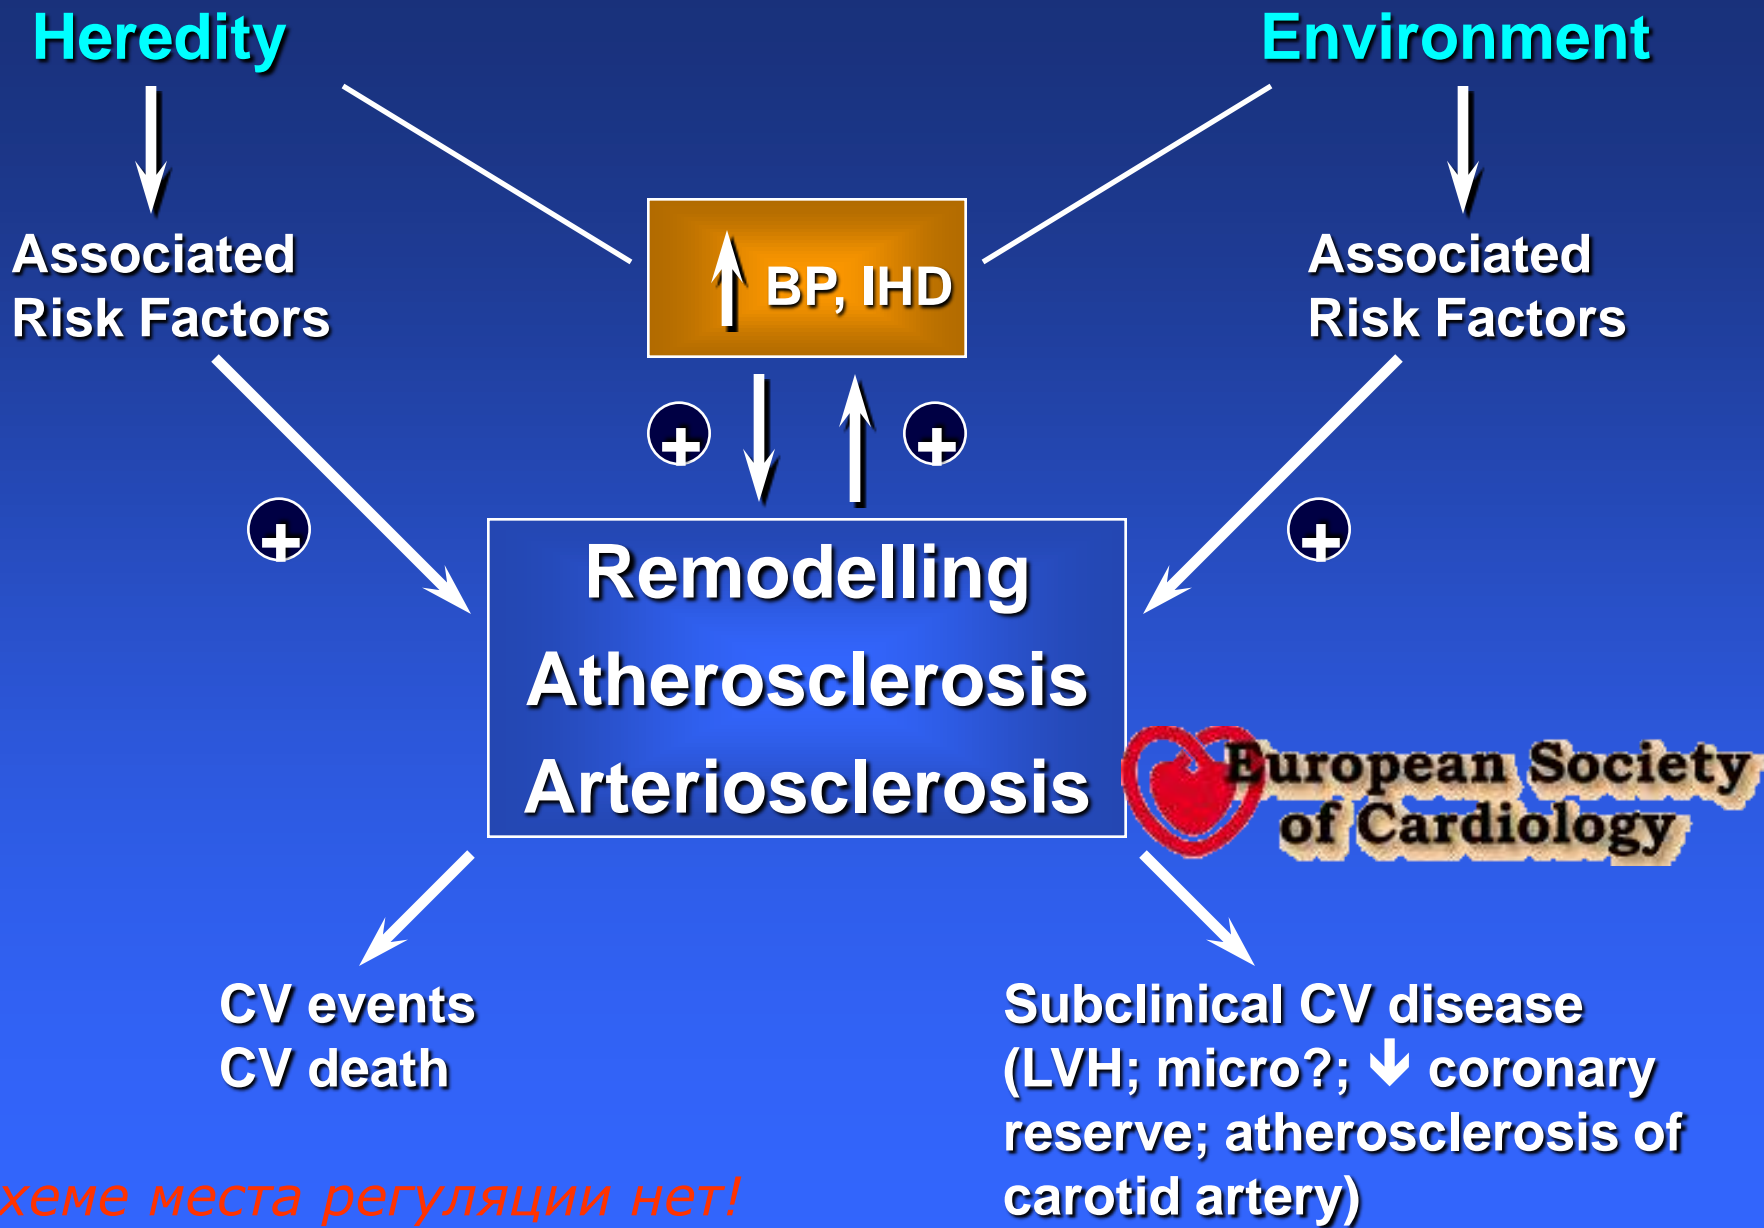 Heredity
Environment
Associated
Risk Factors
↑ BP, IHD
Associated
Risk Factors
+
+
+
+
Remodelling
Atherosclerosis
Arteriosclerosis
European Society
of Cardiology
CV events
CV death
Subclinical CV disease
(LVH; micro?; ↓ coronary
reserve; atherosclerosis of
carotid artery)
места регуляции нет!